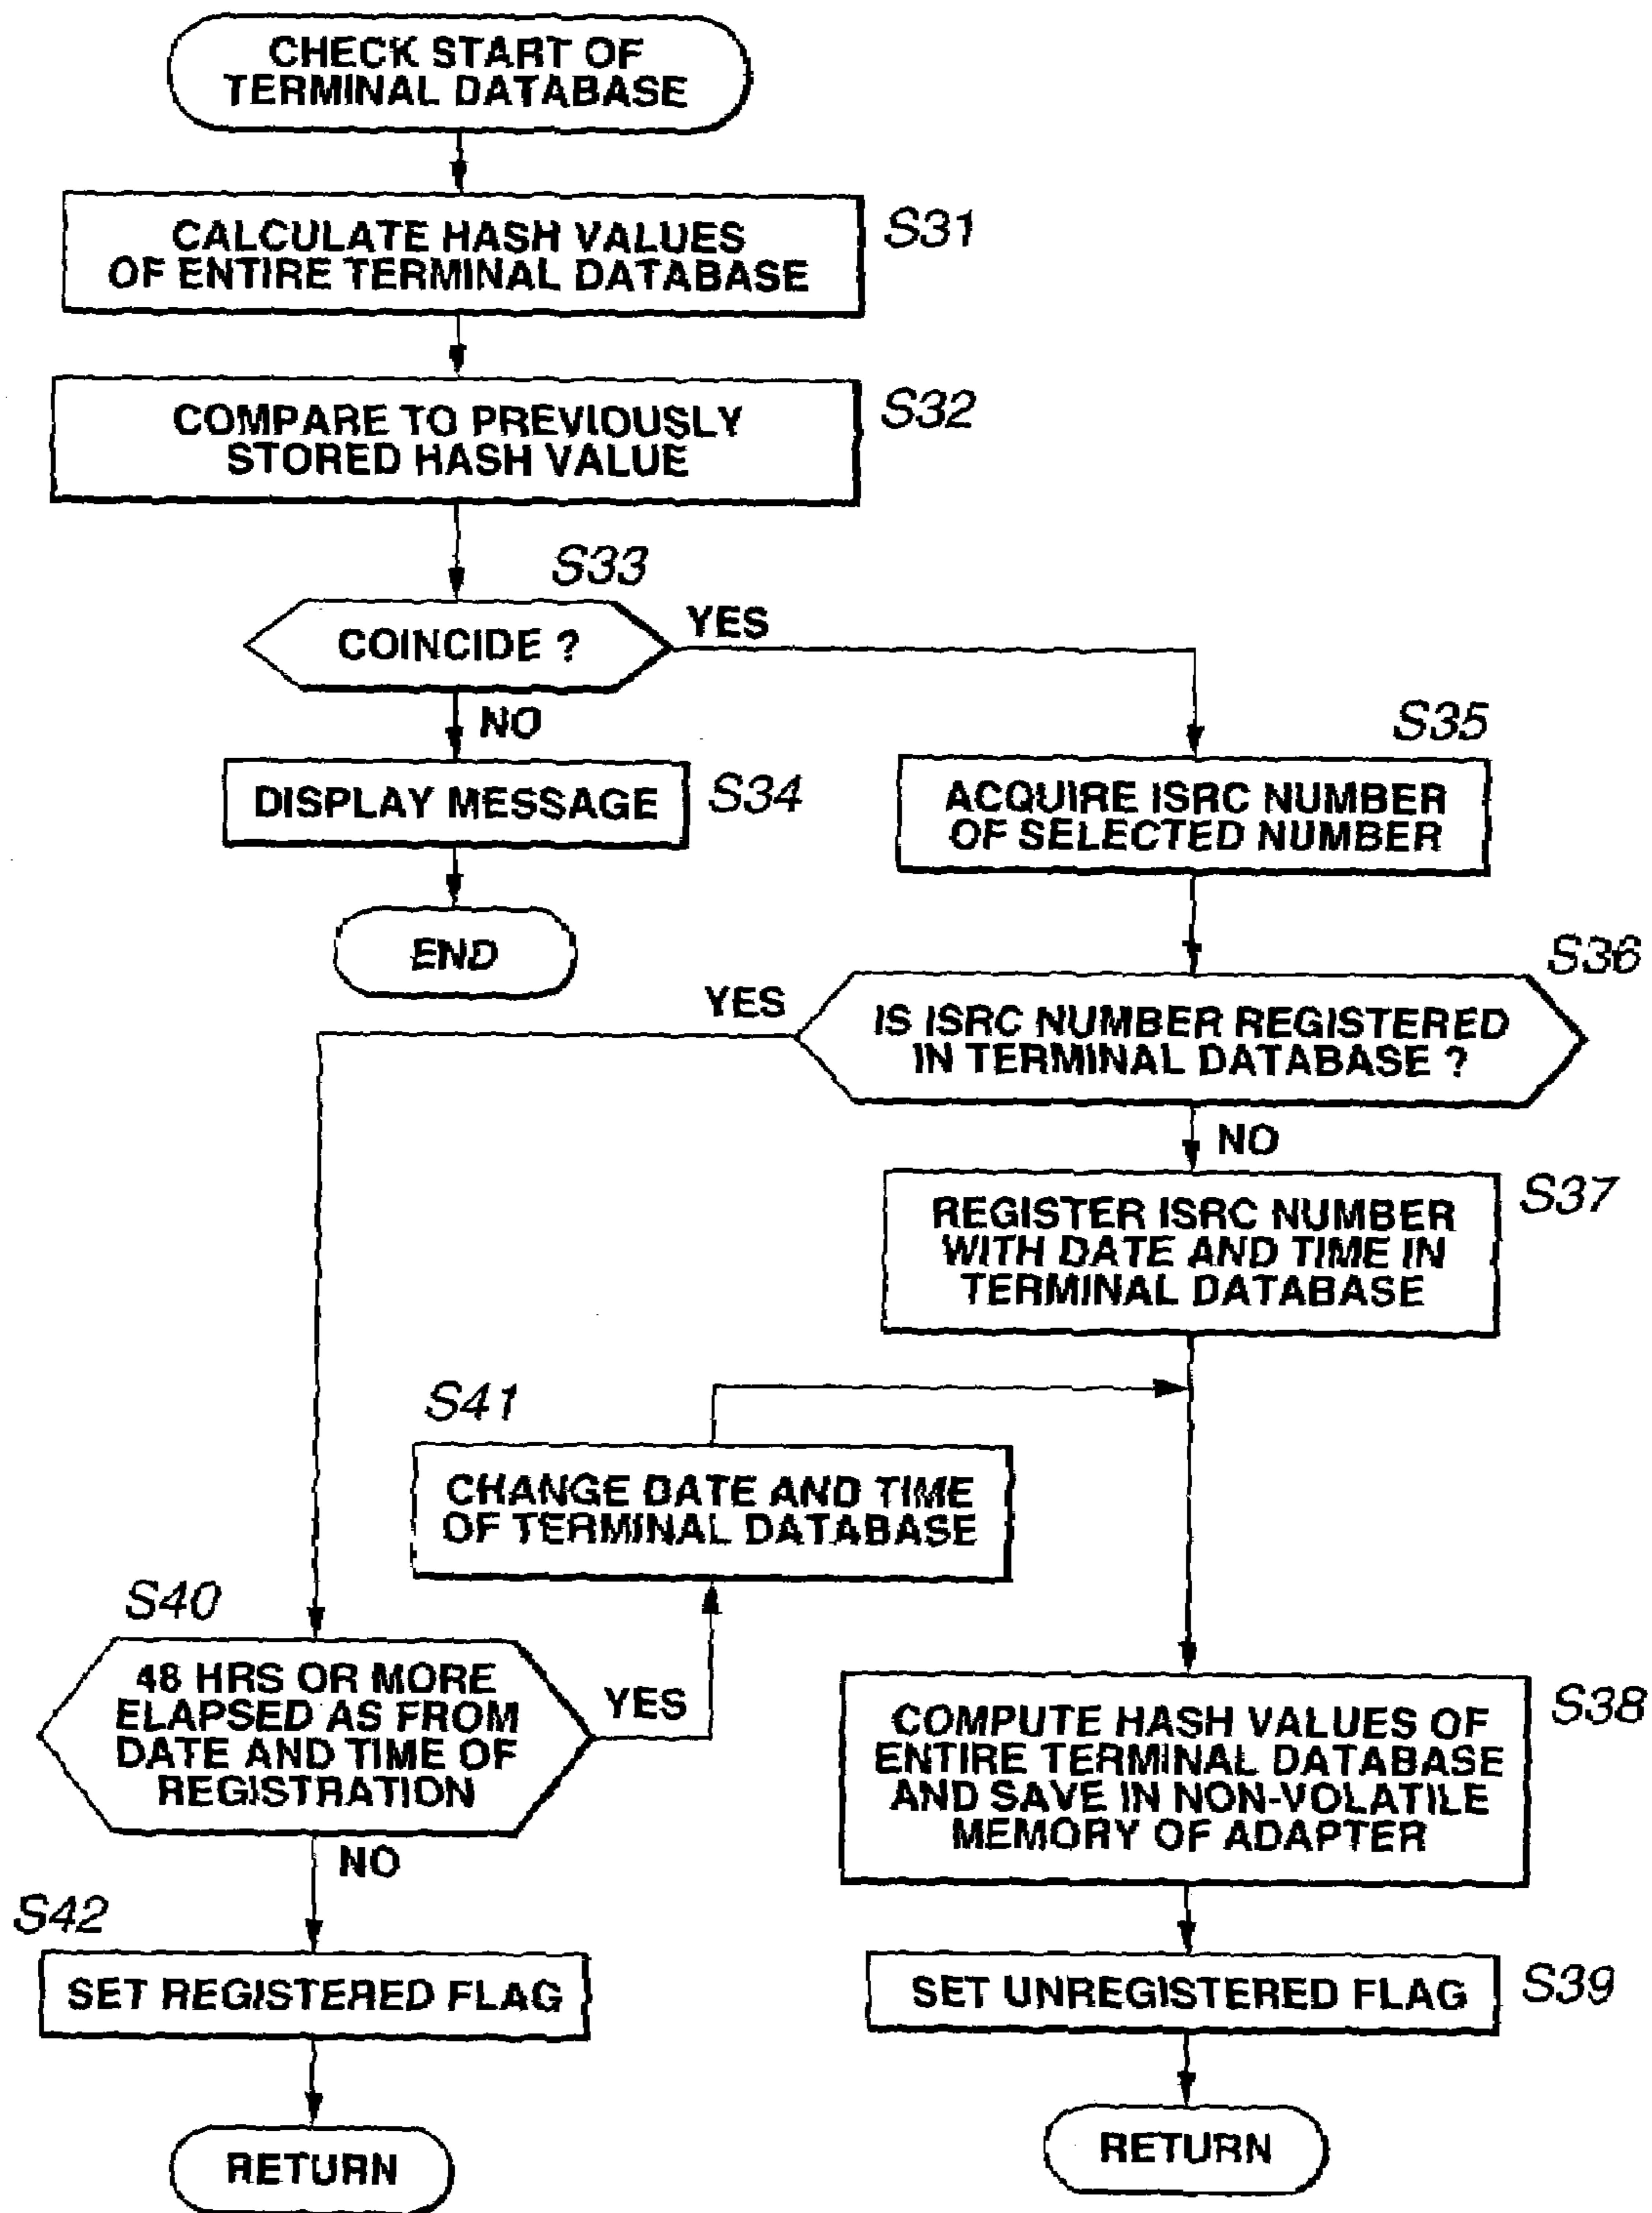 CHECK START OF
TERMINAL DATABASE
CALCULATE HASH VALUES
OF ENTIRE TERMINAL DATABASE
S31
COMPARE TO PREVIOUSLY
STORED HASH VALUE
S32
S33
COINCIDE ?
YES
NO
DISPLAY MESSAGE
S34
END
S35
ACQUIRE ISRC NUMBER
OF SELECTED NUMBER
S36
IS ISRC NUMBER REGISTERED
IN TERMINAL DATABASE ?
YES
NO
S37
REGISTER ISRC NUMBER
WITH DATE AND TIME IN
TERMINAL DATABASE
S41
CHANGE DATE AND TIME
OF TERMINAL DATABASE
S40
48 HRS OR MORE
ELAPSED AS FROM
DATE AND TIME OF
REGISTRATION
YES
NO
S38
COMPUTE HASH VALUES OF
ENTIRE TERMINAL DATABASE
AND SAVE IN NON-VOLATILE
MEMORY OF ADAPTER
S42
SET REGISTERED FLAG
SET UNREGISTERED FLAG
S39
RETURN
RETURN